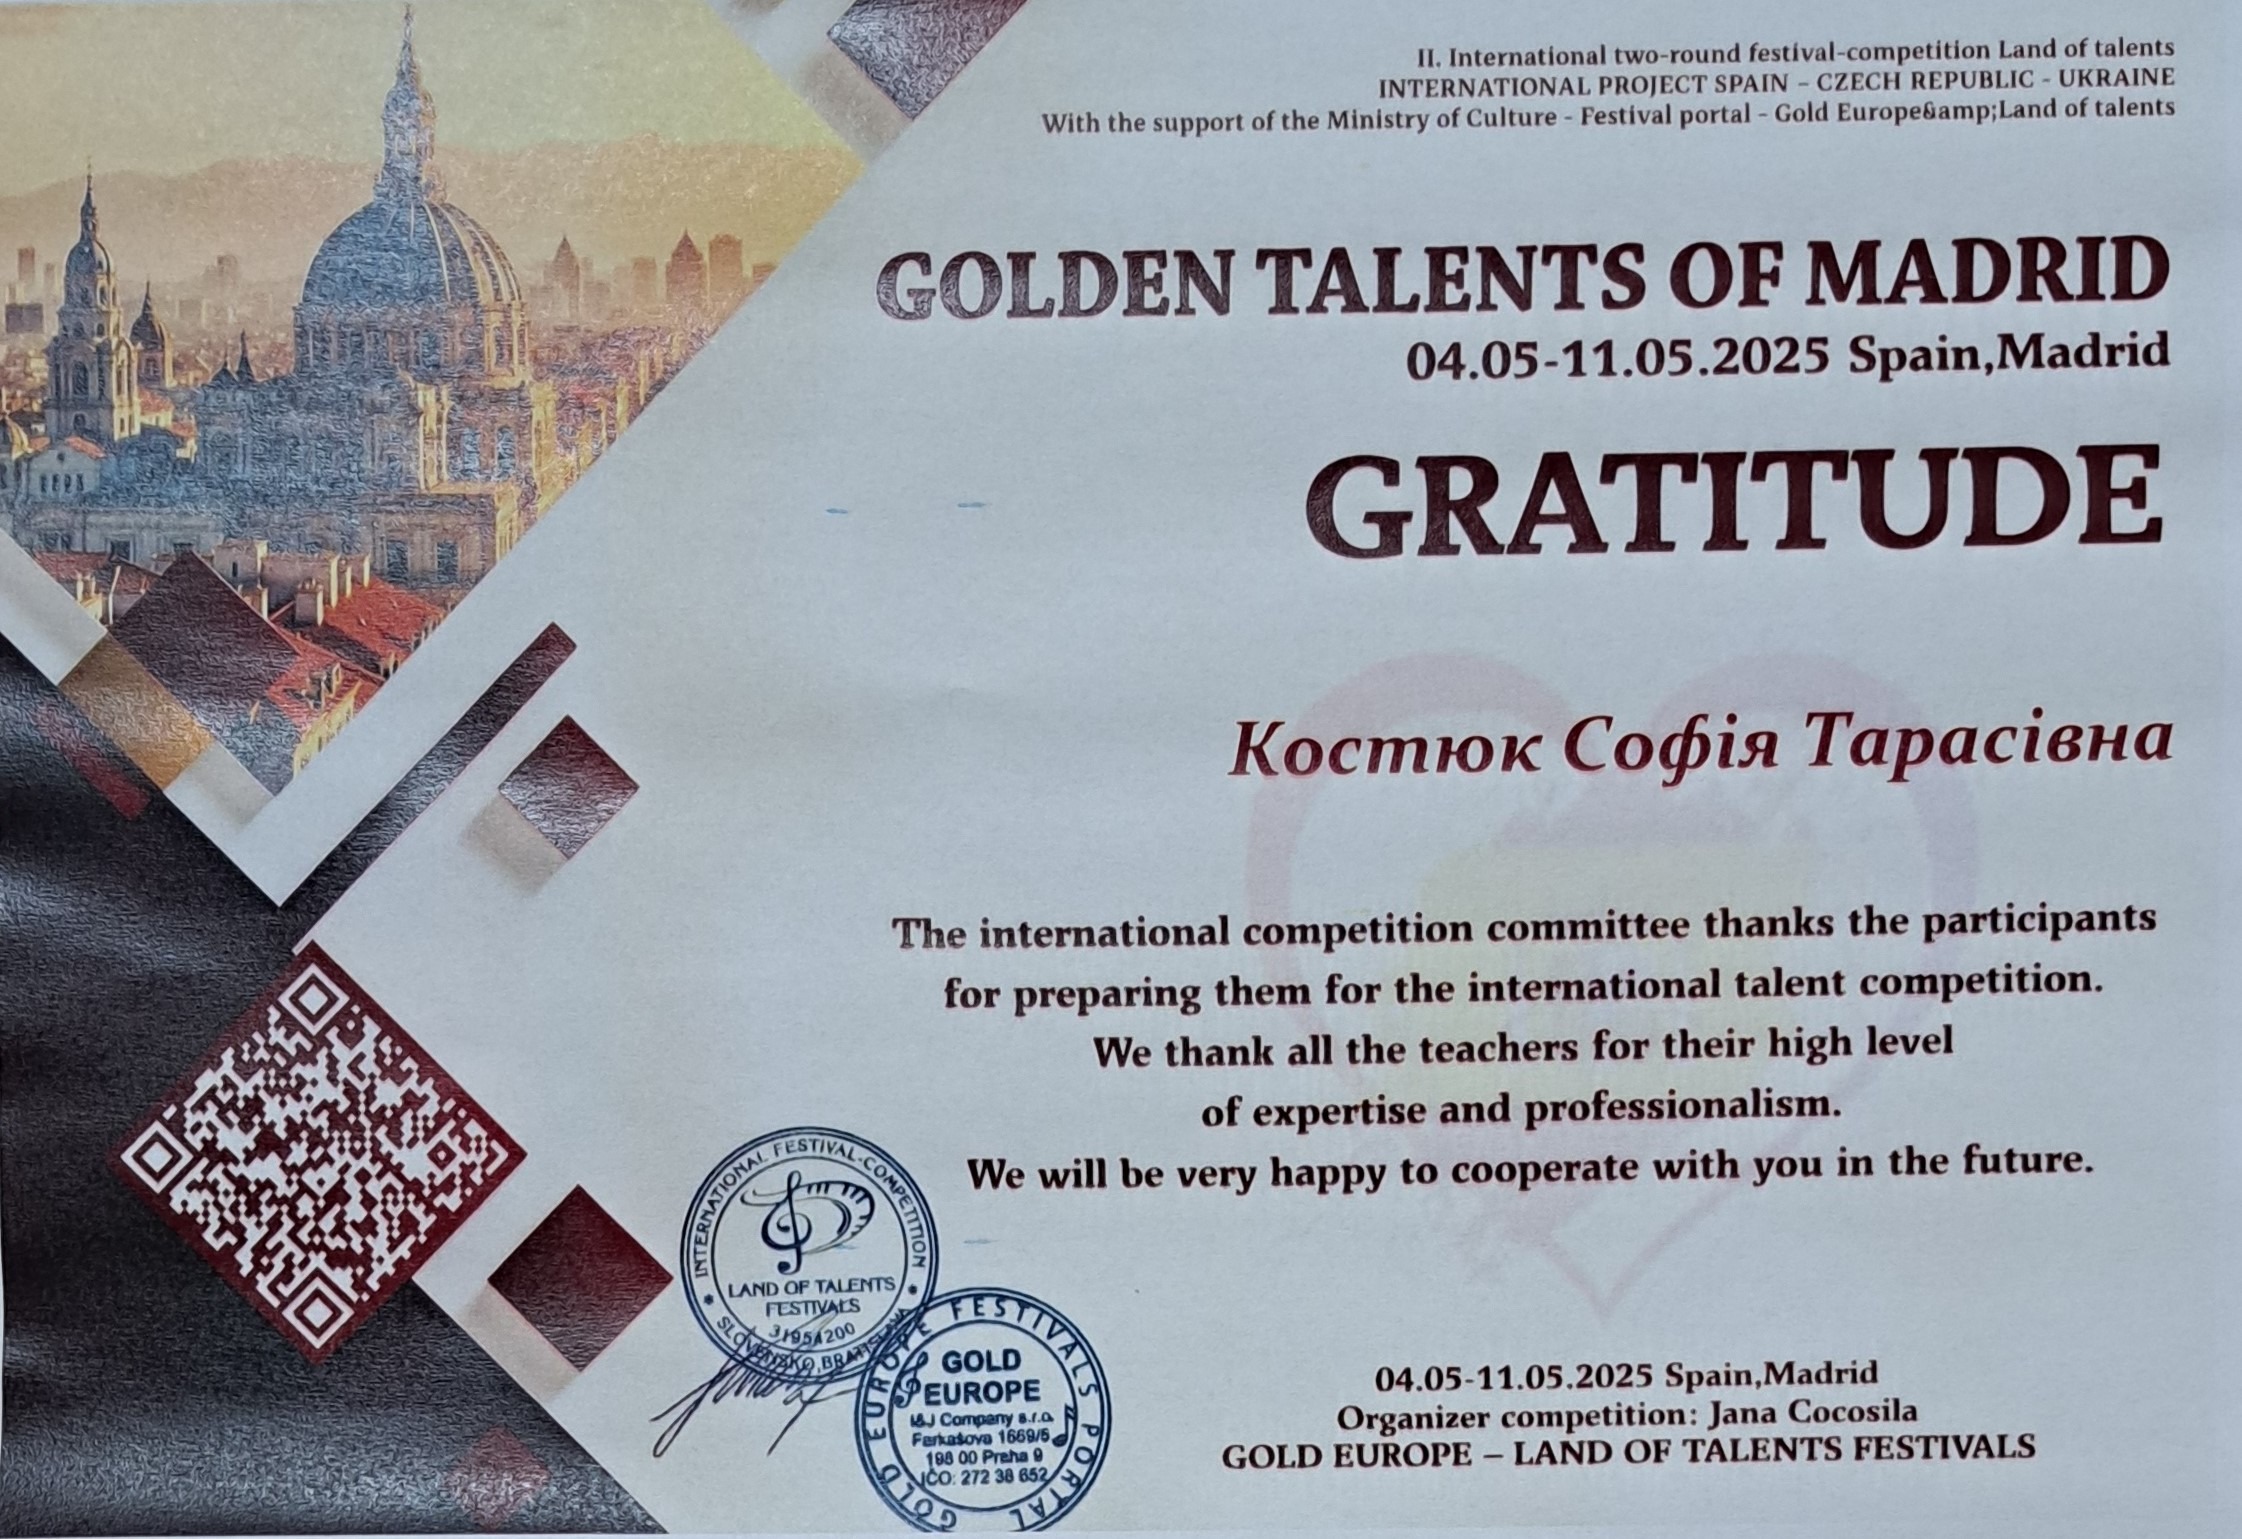 II. International two-round festival-competition Land of talents
INTERNATIONAL PROJECT SPAIN – CZECH REPUBLIC - UKRAINE
With the support of the Ministry of Culture - Festival portal - Gold Europe&amp;Land of talents
GOLDEN TALENTS OF MADRID
04.05-11.05.2025 Spain,Madrid
GRATITUDE
Костюк Софія Тарасівна
The international competition committee thanks the participants
for preparing them for the international talent competition.
We thank all the teachers for their high level
of expertise and professionalism.
We will be very happy to cooperate with you in the future.
INTERNATIONAL FESTIVAL-COMPETITION
LAND OF TALENTS
FESTIVALS
31954200
SLOVENSKO, BRATISLAVA
GOLD EUROPE FESTIVALS PORTAL
GOLD
EUROPE
I&J Company s.r.o.
Ferkašova 1669/5
198 00 Praha 9
IČO: 272 38 652
04.05-11.05.2025 Spain,Madrid
Organizer competition: Jana Cocosila
GOLD EUROPE – LAND OF TALENTS FESTIVALS